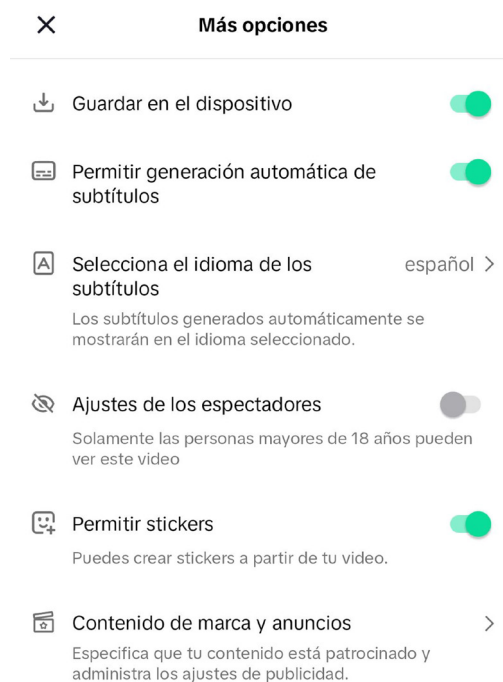 Más opciones
Guardar en el dispositivo
Permitir generación automática de
subtítulos
Selecciona el idioma de los
subtítulos
español
Los subtítulos generados automáticamente se
mostrarán en el idioma seleccionado.
Ajustes de los espectadores
Solamente las personas mayores de 18 años pueden
ver este video
Permitir stickers
Puedes crear stickers a partir de tu video.
Contenido de marca y anuncios
Especifica que tu contenido está patrocinado y
administra los ajustes de publicidad.